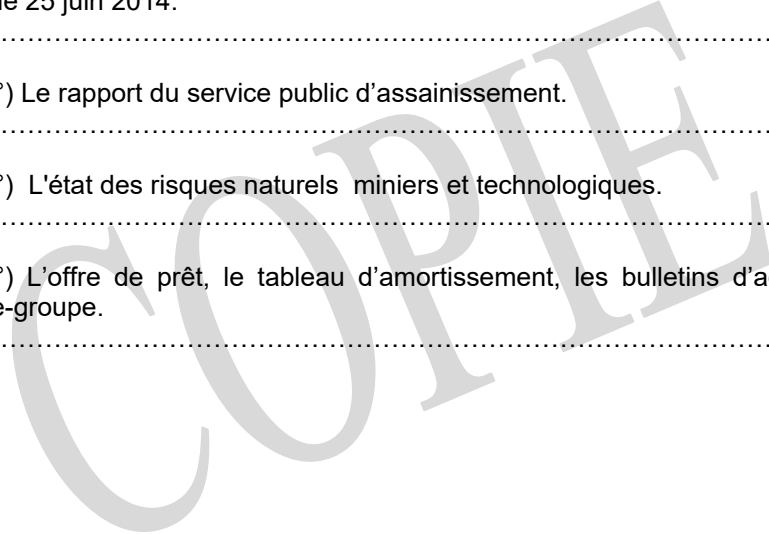 le 25 juin 2014.
……………………………………………………………………………
°) Le rapport du service public d’assainissement.
……………………………………………………………………………
°) L'état des risques naturels miniers et technologiques.
……………………………………………………………………………
°) L’offre de prêt, le tableau d’amortissement, les bulletins
-groupe.
……………………………………………………………………………
COPIE